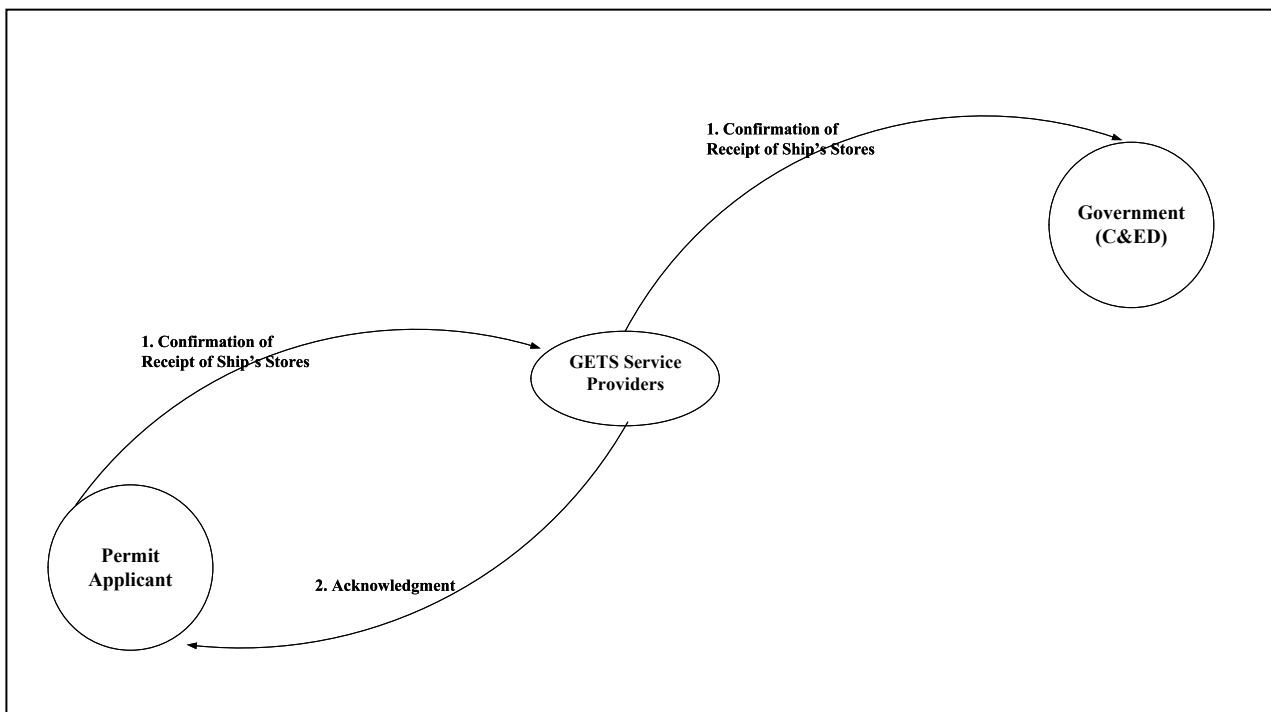 1. Confirmation of
Receipt of Ship's Stores
Government
(C&ED)
1. Confirmation of
Receipt of Ship's Stores
GETS Service
Providers
Permit
Applicant
2. Acknowledgment